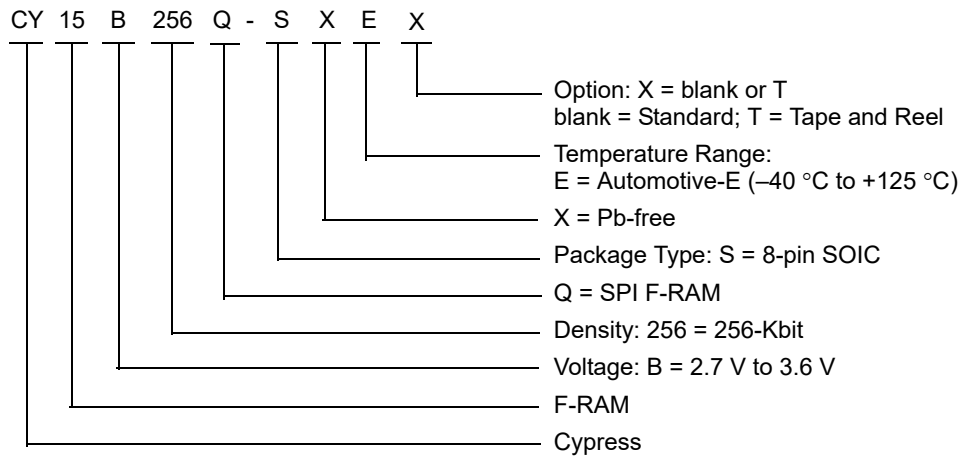 CY 15 B 256 Q - S X E X
Option: X = blank or T
blank = Standard; T = Tape and Reel
Temperature Range:
E = Automotive-E (–40 °C to +125 °C)
X = Pb-free
Package Type: S = 8-pin SOIC
Q = SPI F-RAM
Density: 256 = 256-Kbit
Voltage: B = 2.7 V to 3.6 V
F-RAM
Cypress